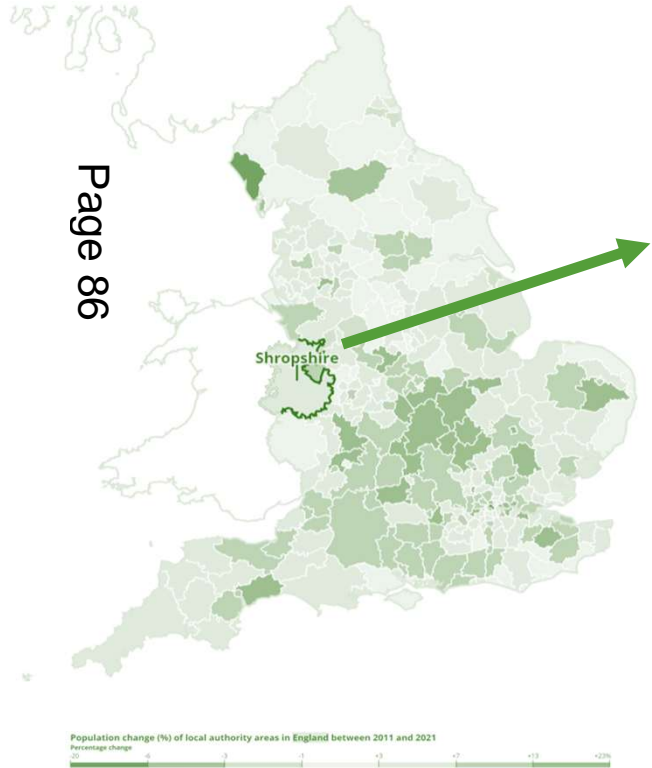 Page 86
Shropshire
Population change (%) of local authority areas in England between 2011 and 2021
Percentage change
-20 -6 -3 -1 +3 +7 +13 +23%